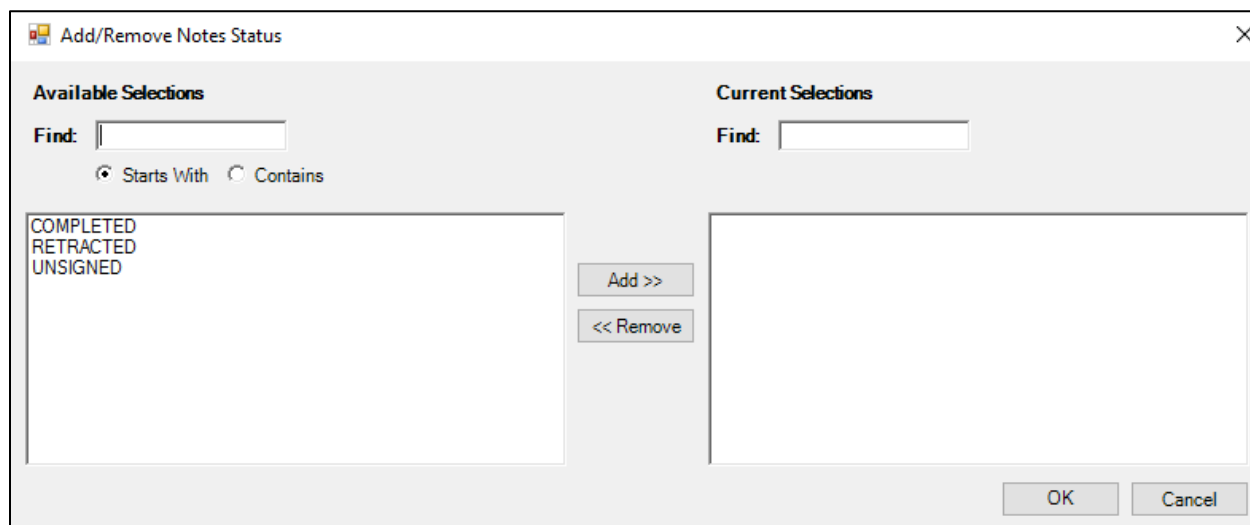 Add/Remove Notes Status
Available Selections
Current Selections
Find:
Find:
Starts With Contains
COMPLETED
RETRACTED
UNSIGNED
Add >>
<< Remove
OK
Cancel